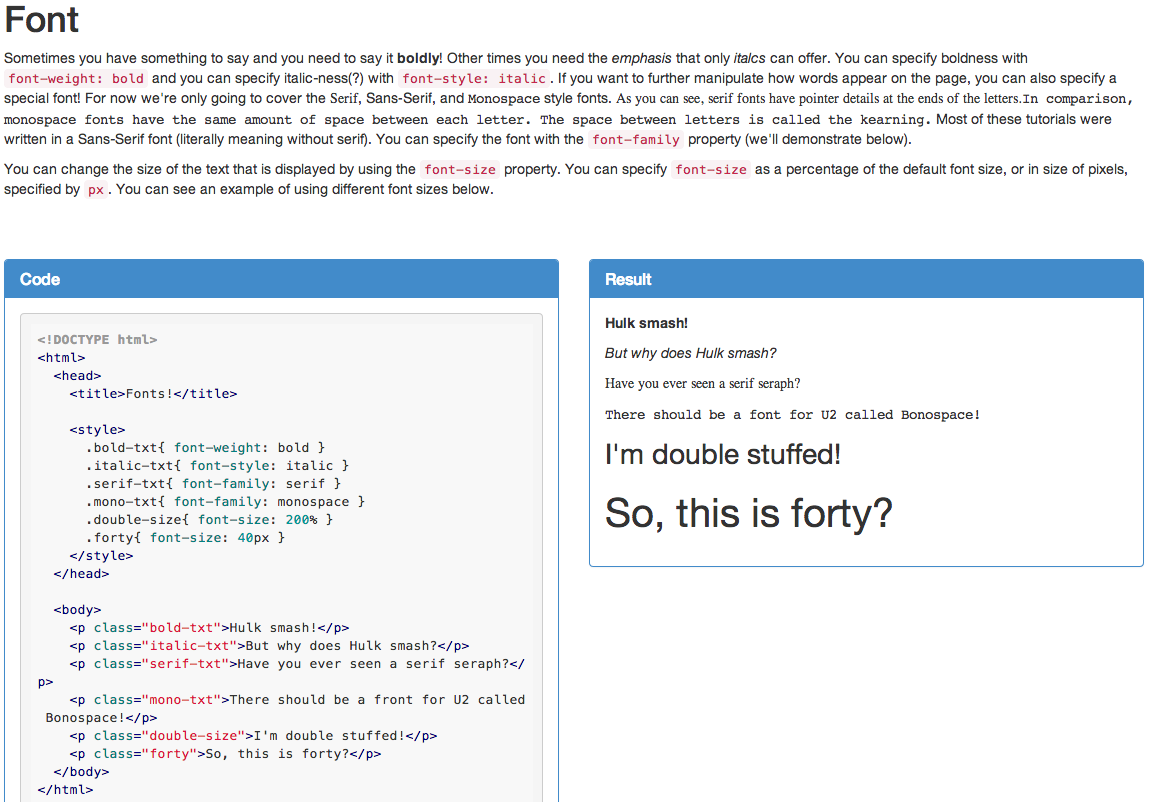 Font
Sometimes you have something to say and you need to say it boldly! Other times you need the emphasis that only italcs can offer. You can specify boldness with
font-weight: bold and you can specify italic-ness(?) with font-style: italic. If you want to further manipulate how words appear on the page, you can also specify a
special font! For now we're only going to cover the Serif, Sans-Serif, and Monospace style fonts. As you can see, serif fonts have pointer details at the ends of the letters.In comparison,
monospace fonts have the same amount of space between each letter. The space between letters is called the kearning. Most of these tutorials were
written in a Sans-Serif font (literally meaning without serif). You can specify the font with the font-family property (we'll demonstrate below).
You can change the size of the text that is displayed by using the font-size property. You can specify font-size as a percentage of the default font size, or in size of pixels,
specified by px. You can see an example of using different font sizes below.
Code
<!DOCTYPE html>
<html>
  <head>
    <title>Fonts!</title>

    <style>
      .bold-txt{ font-weight: bold }
      .italic-txt{ font-style: italic }
      .serif-txt{ font-family: serif }
      .mono-txt{ font-family: monospace }
      .double-size{ font-size: 200% }
      .forty{ font-size: 40px }
    </style>
  </head>

  <body>
    <p class="bold-txt">Hulk smash!</p>
    <p class="italic-txt">But why does Hulk smash?</p>
    <p class="serif-txt">Have you ever seen a serif seraph?</
p>
    <p class="mono-txt">There should be a front for U2 called
 Bonospace!</p>
    <p class="double-size">I'm double stuffed!</p>
    <p class="forty">So, this is forty?</p>
  </body>
</html>
Result
Hulk smash!
But why does Hulk smash?
Have you ever seen a serif seraph?
There should be a font for U2 called Bonospace!
I'm double stuffed!
So, this is forty?